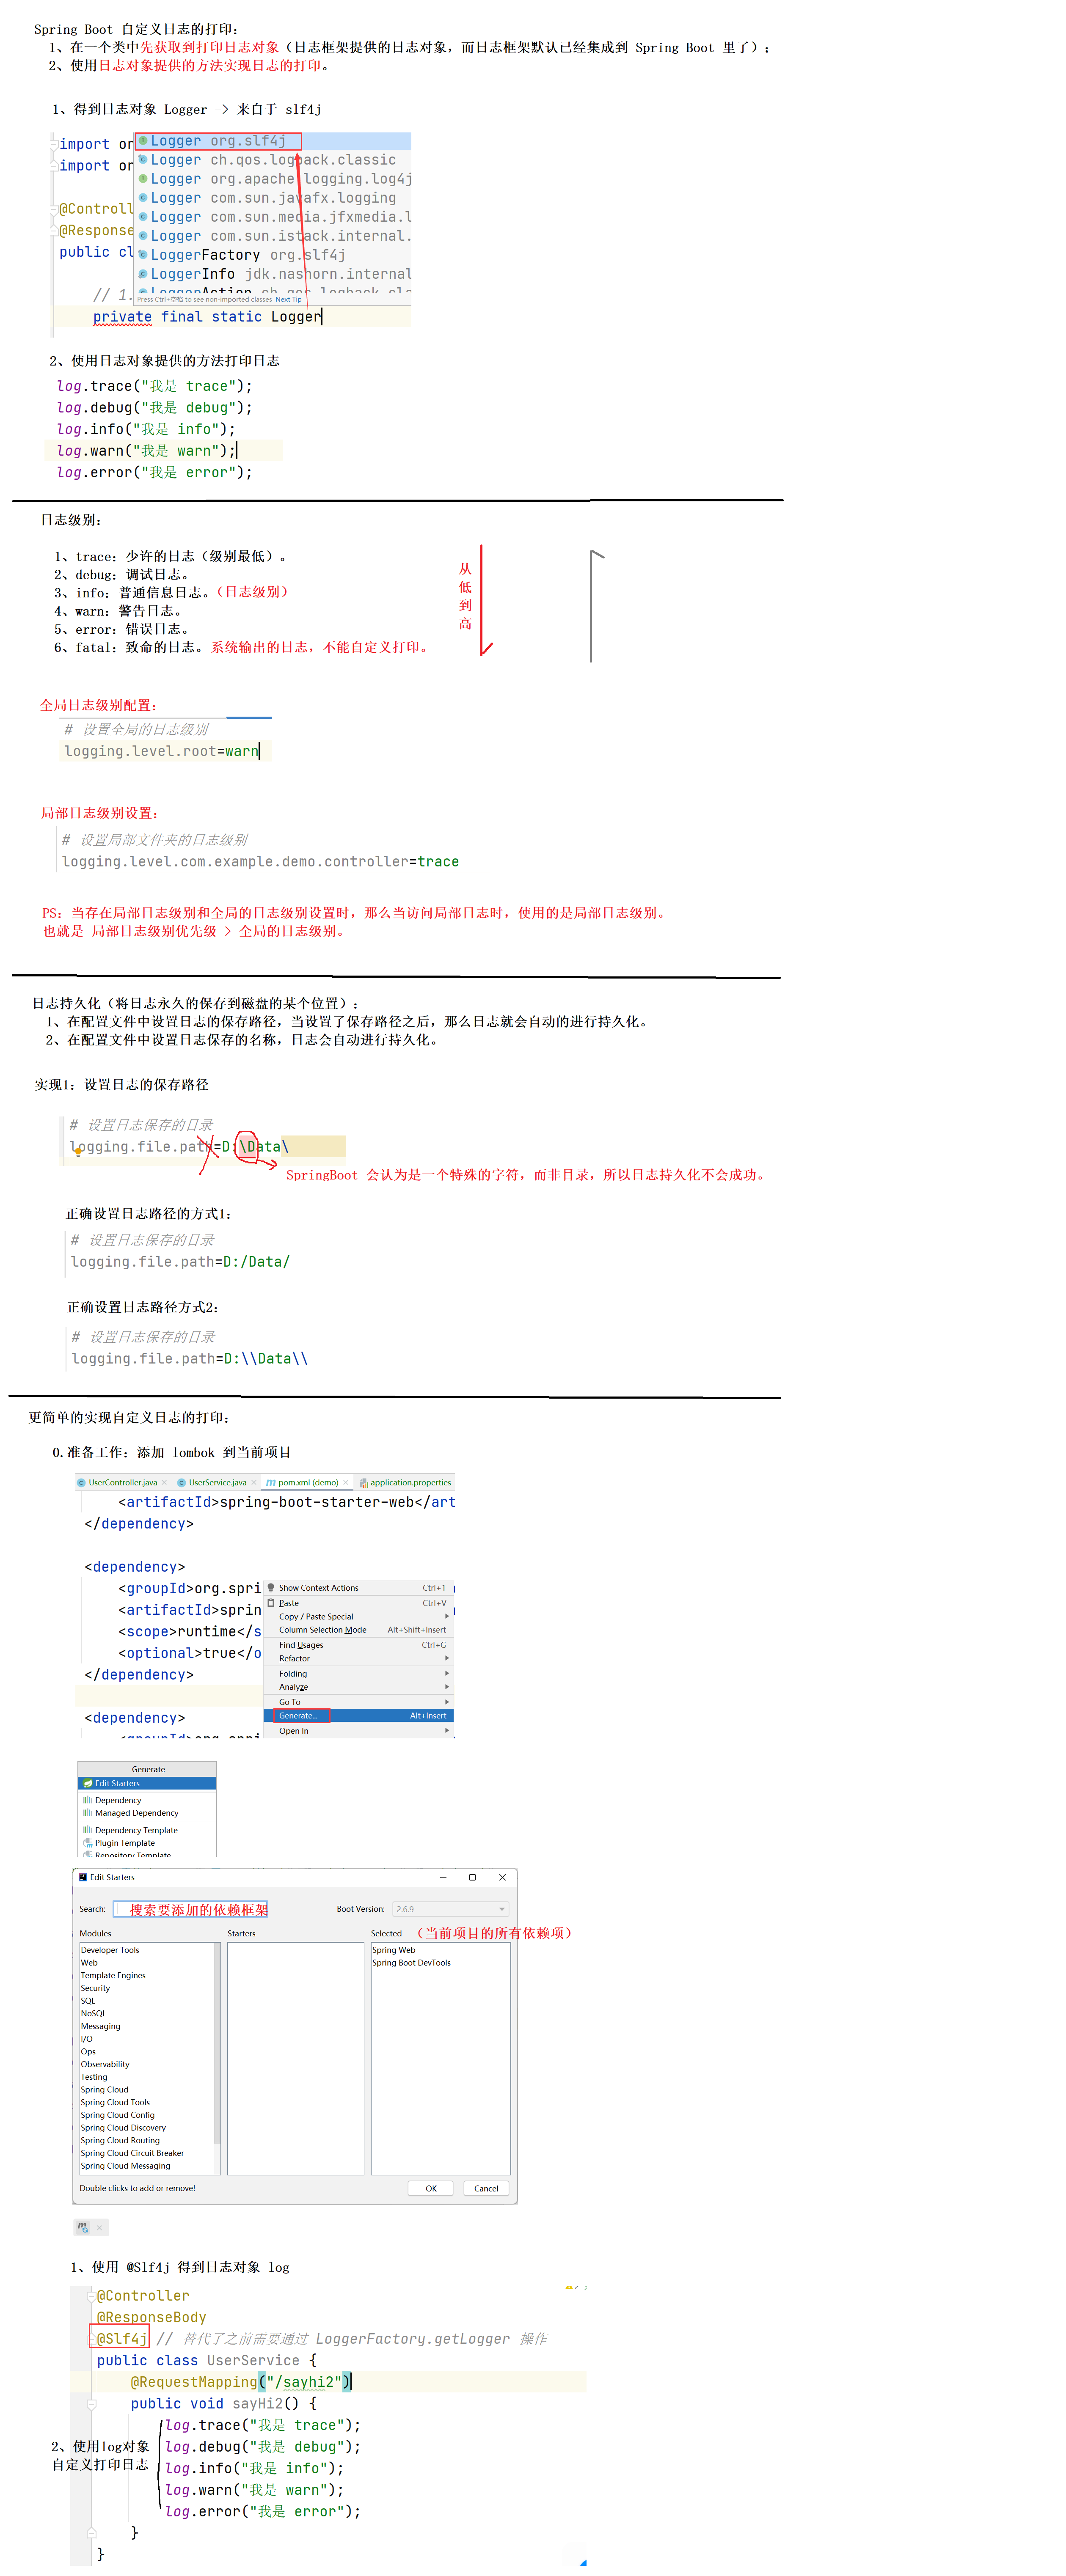 Spring Boot 自定义日志的打印：
1、在一个类中先获取到打印日志对象（日志框架提供的日志对象，而日志框架默认已经集成到 Spring Boot 里了）；
2、使用日志对象提供的方法实现日志的打印。
1、得到日志对象 Logger -> 来自于 slf4j
import or
Logger org.slf4j
Logger ch.qos.logback.classic
import or
Logger org.apache.logging.log4j
Logger com.sun.javafx.logging
@Controll
Logger com.sun.media.jfxmedia.l
@Response
Logger com.sun.istack.internal.
public cl
LoggerFactory org.slf4j
LoggerInfo jdk.nashorn.internal
LoggerAction ch.qos.logback.cla
// 1.
Press Ctrl+空格 to see non-imported classes Next Tip
private final static Logger
2、使用日志对象提供的方法打印日志
log.trace("我是 trace");
log.debug("我是 debug");
log.info("我是 info");
log.warn("我是 warn");
log.error("我是 error");
日志级别：
1、trace：少许的日志（级别最低）。
2、debug：调试日志。
3、info：普通信息日志。（日志级别）
4、warn：警告日志。
5、error：错误日志。
6、fatal：致命的日志。系统输出的日志，不能自定义打印。
从
低
到
高
全局日志级别配置：
# 设置全局的日志级别
logging.level.root=warn
局部日志级别设置：
# 设置局部文件夹的日志级别
logging.level.com.example.demo.controller=trace
PS：当存在局部日志级别和全局的日志级别设置时，那么当访问局部日志时，使用的是局部日志级别。
也就是 局部日志级别优先级 > 全局的日志级别。
日志持久化（将日志永久的保存到磁盘的某个位置）：
1、在配置文件中设置日志的保存路径，当设置了保存路径之后，那么日志就会自动的进行持久化。
2、在配置文件中设置日志保存的名称，日志会自动进行持久化。
实现1：设置日志的保存路径
# 设置日志保存的目录
logging.file.path=D:\Data\
SpringBoot 会认为是一个特殊的字符，而非目录，所以日志持久化不会成功。
正确设置日志路径的方式1：
# 设置日志保存的目录
logging.file.path=D:/Data/
正确设置日志路径方式2：
# 设置日志保存的目录
logging.file.path=D:\\Data\\
更简单的实现自定义日志的打印：
0.准备工作：添加 lombok 到当前项目
UserController.java UserService.java pom.xml (demo) application.properties
<artifactId>spring-boot-starter-web</art
</dependency>
<dependency>
<groupId>org.spri
<artifactId>spring
<scope>runtime</s
<optional>true</o
</dependency>
<dependency>
<groupId>org.spri
Show Context Actions Ctrl+1
Paste Ctrl+V
Copy / Paste Special
Column Selection Mode Alt+Shift+Insert
Find Usages Ctrl+G
Refactor
Folding
Analyze
Go To
Generate... Alt+Insert
Open In
Generate
Edit Starters
Dependency
Managed Dependency
Dependency Template
Plugin Template
Repository Template
Edit Starters
Search: 搜索要添加的依赖框架 Boot Version: 2.6.9
Modules Starters Selected （当前项目的所有依赖项）
Developer Tools
Web
Template Engines
Security
SQL
NoSQL
Messaging
I/O
Ops
Observability
Testing
Spring Cloud
Spring Cloud Tools
Spring Cloud Config
Spring Cloud Discovery
Spring Cloud Routing
Spring Cloud Circuit Breaker
Spring Cloud Messaging
Spring Web
Spring Boot DevTools
Double clicks to add or remove! OK Cancel
m
1、使用 @Slf4j 得到日志对象 log
@Controller
@ResponseBody
@Slf4j // 替代了之前需要通过 LoggerFactory.getLogger 操作
public class UserService {
@RequestMapping("/sayhi2")
public void sayHi2() {
log.trace("我是 trace");
log.debug("我是 debug");
log.info("我是 info");
log.warn("我是 warn");
log.error("我是 error");
}
}
2、使用log对象
自定义打印日志